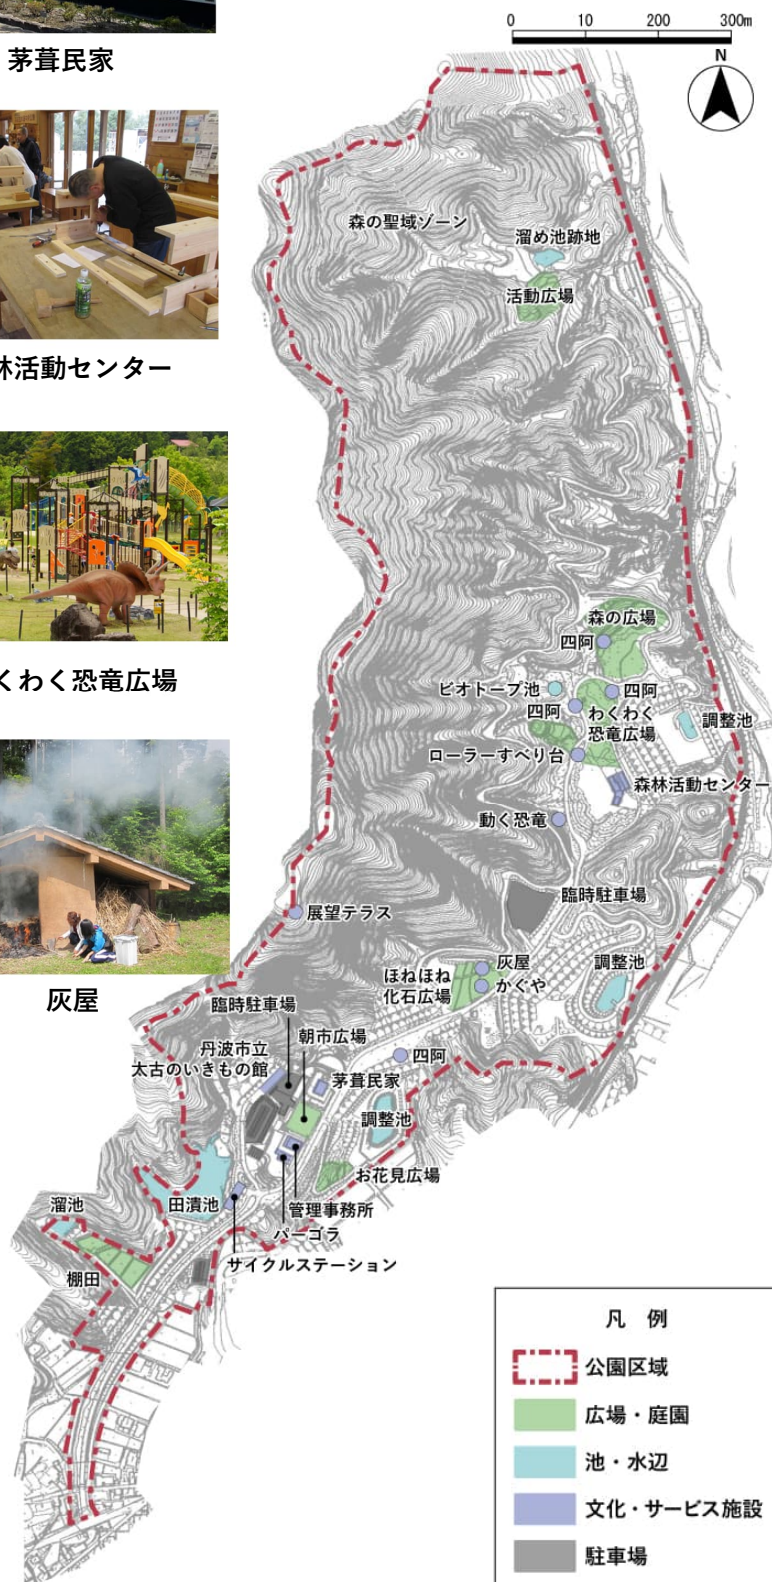 茅葺民家
林活動センター
くわく恐竜広場
灰屋
0 10 200 300m
N
森の聖域ゾーン
溜め池跡地
活動広場
森の広場
四阿
ビオトープ池
四阿
四阿
わくわく
恐竜広場
調整池
ローラーすべり台
森林活動センター
動く恐竜
臨時駐車場
展望テラス
灰屋
ほねほね
化石広場
かぐや
調整池
臨時駐車場
朝市広場
丹波市立
太古のいきもの館
四阿
茅葺民家
調整池
お花見広場
溜池
田潰池
管理事務所
パーゴラ
サイクルステーション
棚田
凡 例
公園区域
広場・庭園
池・水辺
文化・サービス施設
駐車場